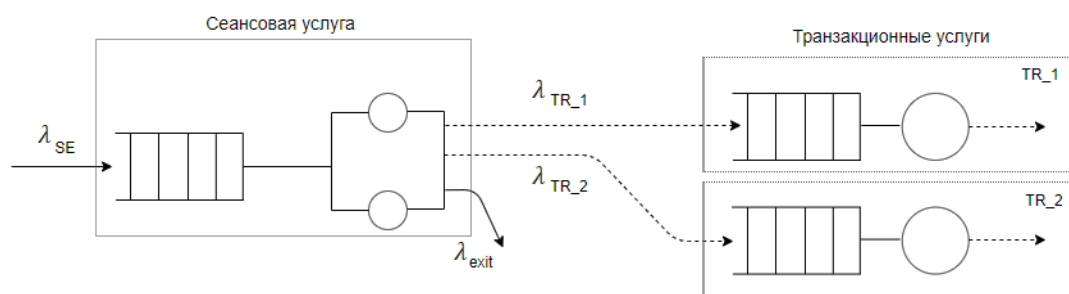 Сеансовая услуга
Транзакционные услуги
TR_1
λ TR_1
λ SE
λ TR_2
TR_2
λ exit